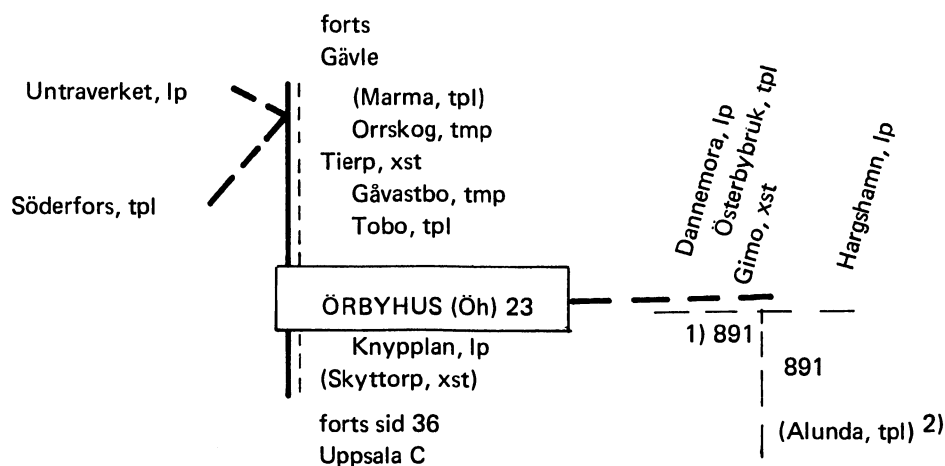 forts
Gävle
Untraverket, lp
(Marma, tpl)
Orrskog, tmp
Tierp, xst
Söderfors, tpl
Gåvastbo, tmp
Tobo, tpl
Dannemora, lp
Österbybruk, tpl
Gimo, xst
Hargshamn, lp
ÖRBYHUS (Öh) 23
Knypplan, lp
1) 891
(Skyttorp, xst)
891
forts sid 36
(Alunda, tpl) 2)
Uppsala C